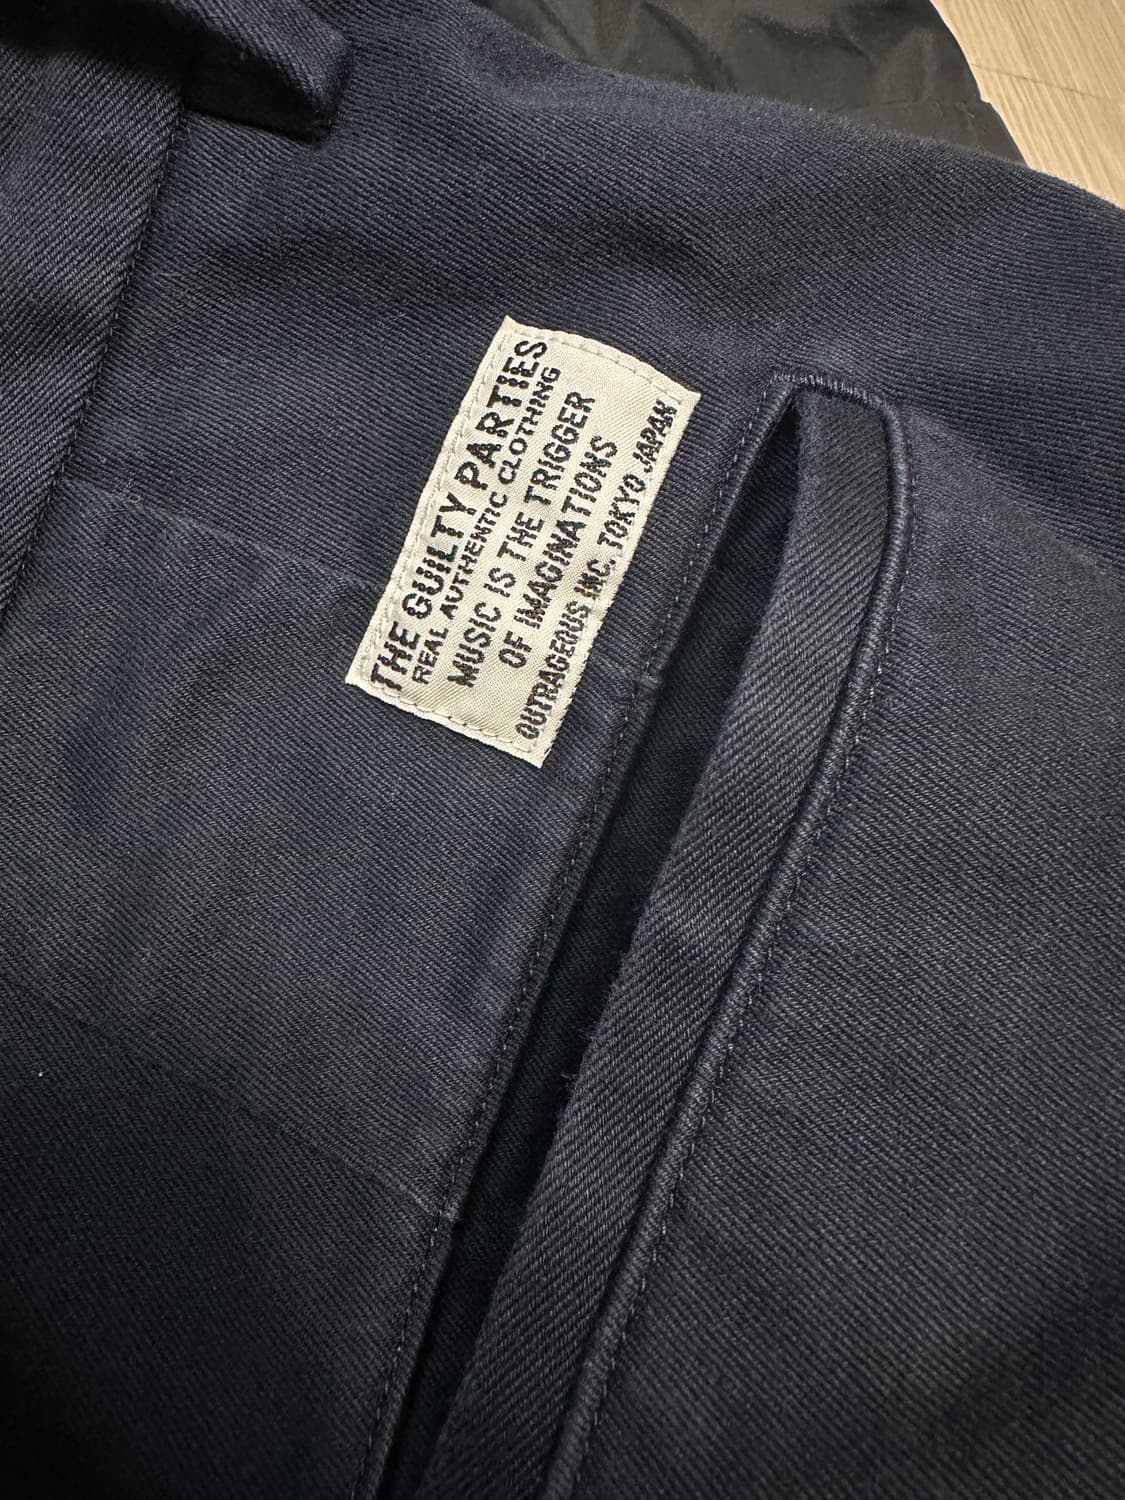 THE GUILTY PARTIES
REAL AUTHENTIC CLOTHING
MUSIC IS THE TRIGGER
OF IMAGINATIONS
OUTRAGEOUS INC. TOKYO JAPAN